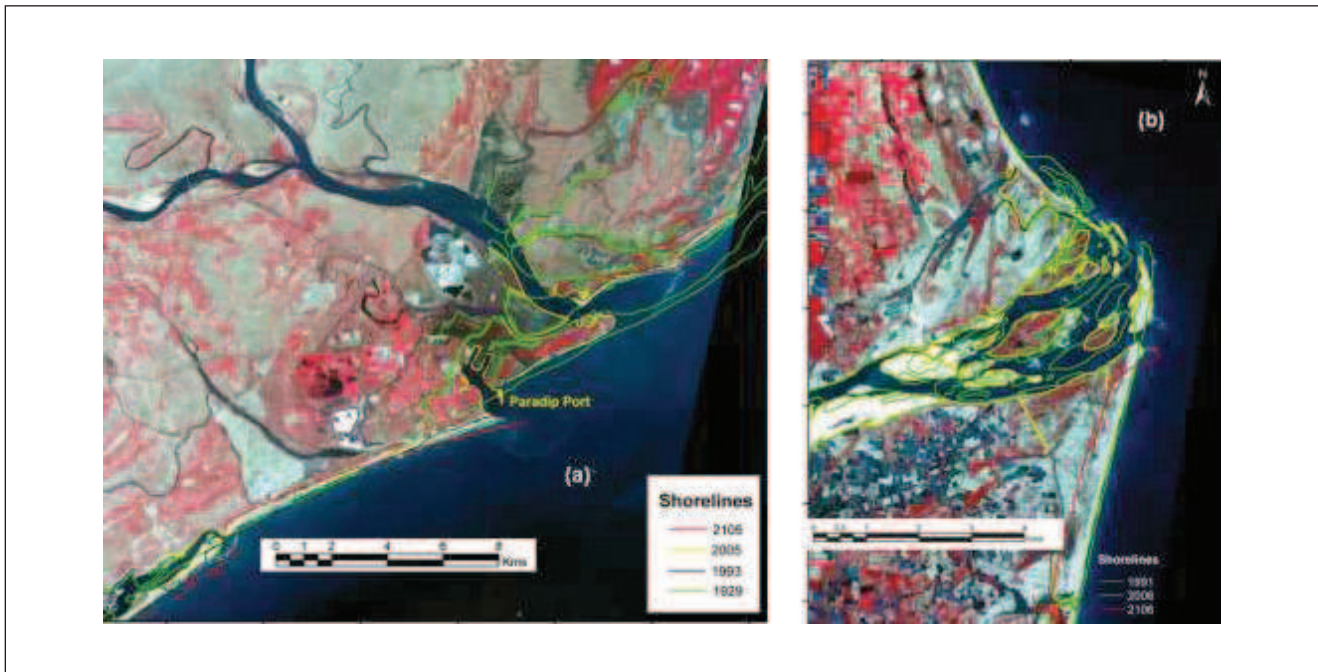 Paradip Port
(a)
Shorelines
2105
2005
1993
1929
0 1 2 4 6 8
Kms
N
(b)
Shorelines
1991
2006
2106